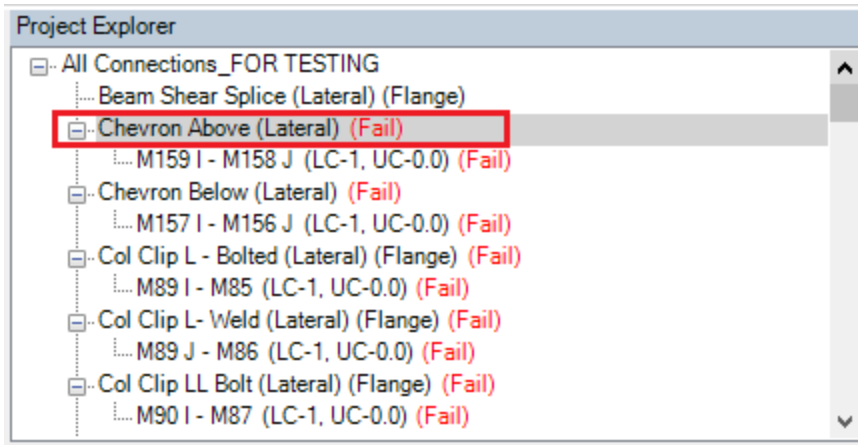 Project Explorer
All Connections_FOR TESTING
Beam Shear Splice (Lateral) (Flange)
Chevron Above (Lateral) (Fail)
M159 I - M158 J (LC-1, UC-0.0) (Fail)
Chevron Below (Lateral) (Fail)
M157 I - M156 J (LC-1, UC-0.0) (Fail)
Col Clip L - Bolted (Lateral) (Flange) (Fail)
M89 I - M85 (LC-1, UC-0.0) (Fail)
Col Clip L- Weld (Lateral) (Flange) (Fail)
M89 J - M86 (LC-1, UC-0.0) (Fail)
Col Clip LL Bolt (Lateral) (Flange) (Fail)
M90 I - M87 (LC-1, UC-0.0) (Fail)